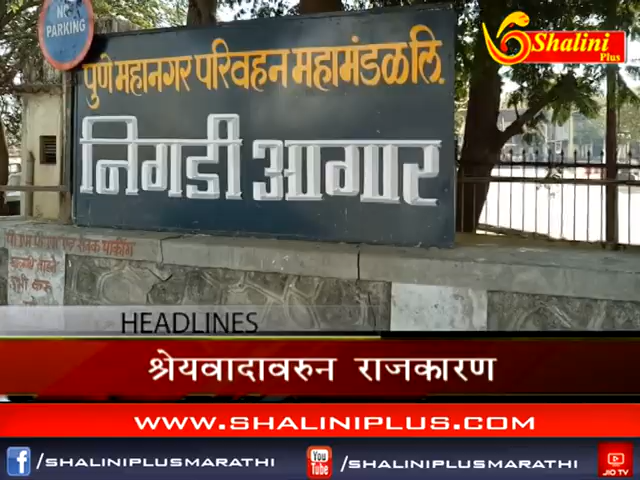 NO
PARKING
Shalini
Plus
पुणे महानगर परिवहन महामंडळ लि.
निगडी आगार
HEADLINES
श्रेयवादावरुन राजकारण
WWW.SHALINIPLUS.COM
/SHALINIPLUSMARATHI
You
Tube
/SHALINIPLUSMARATHI
JIO TV